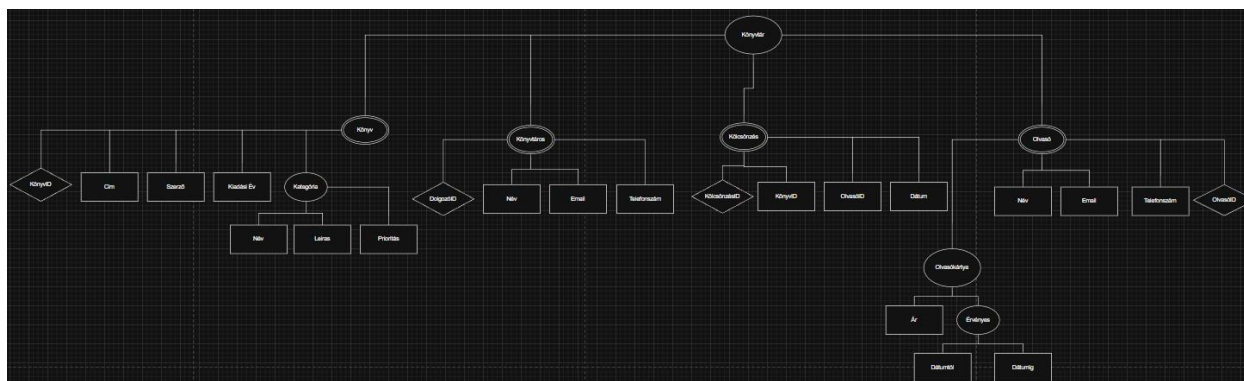 Könyvtár
Könyv
Könyvtáros
Kölcsönzés
Olvasó
KönyvID
Cím
Szerző
Kiadási Év
Kategória
DolgozóID
Név
Email
Telefonszám
KölcsönzésID
KönyvID
OlvasóID
Dátum
Név
Email
Telefonszám
OlvasóID
Név
Leírás
Prioritás
Olvasókártya
Ár
Érvényes
Dátumtól
Dátumig